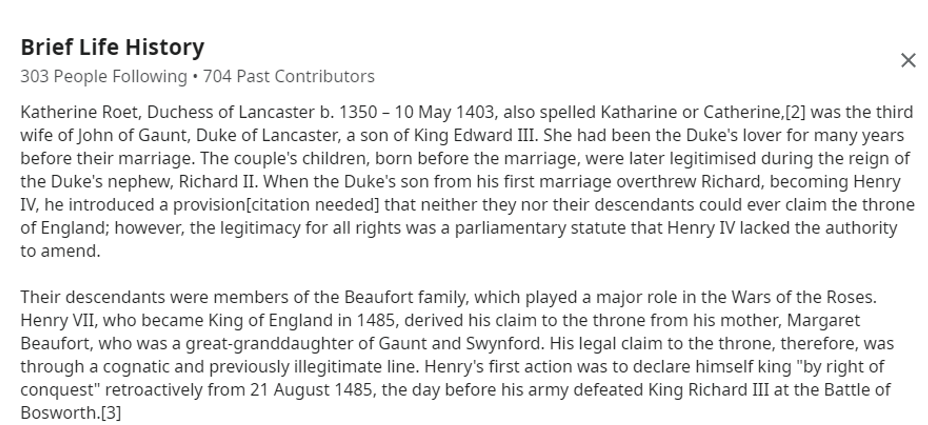 Brief Life History
303 People Following • 704 Past Contributors
Katherine Roet, Duchess of Lancaster b. 1350 – 10 May 1403, also spelled Katharine or Catherine,[2] was the third
wife of John of Gaunt, Duke of Lancaster, a son of King Edward III. She had been the Duke's lover for many years
before their marriage. The couple's children, born before the marriage, were later legitimised during the reign of
the Duke's nephew, Richard II. When the Duke's son from his first marriage overthrew Richard, becoming Henry
IV, he introduced a provision[citation needed] that neither they nor their descendants could ever claim the throne
of England; however, the legitimacy for all rights was a parliamentary statute that Henry IV lacked the authority
to amend.
Their descendants were members of the Beaufort family, which played a major role in the Wars of the Roses.
Henry VII, who became King of England in 1485, derived his claim to the throne from his mother, Margaret
Beaufort, who was a great-granddaughter of Gaunt and Swynford. His legal claim to the throne, therefore, was
through a cognatic and previously illegitimate line. Henry's first action was to declare himself king "by right of
conquest" retroactively from 21 August 1485, the day before his army defeated King Richard III at the Battle of
Bosworth.[3]